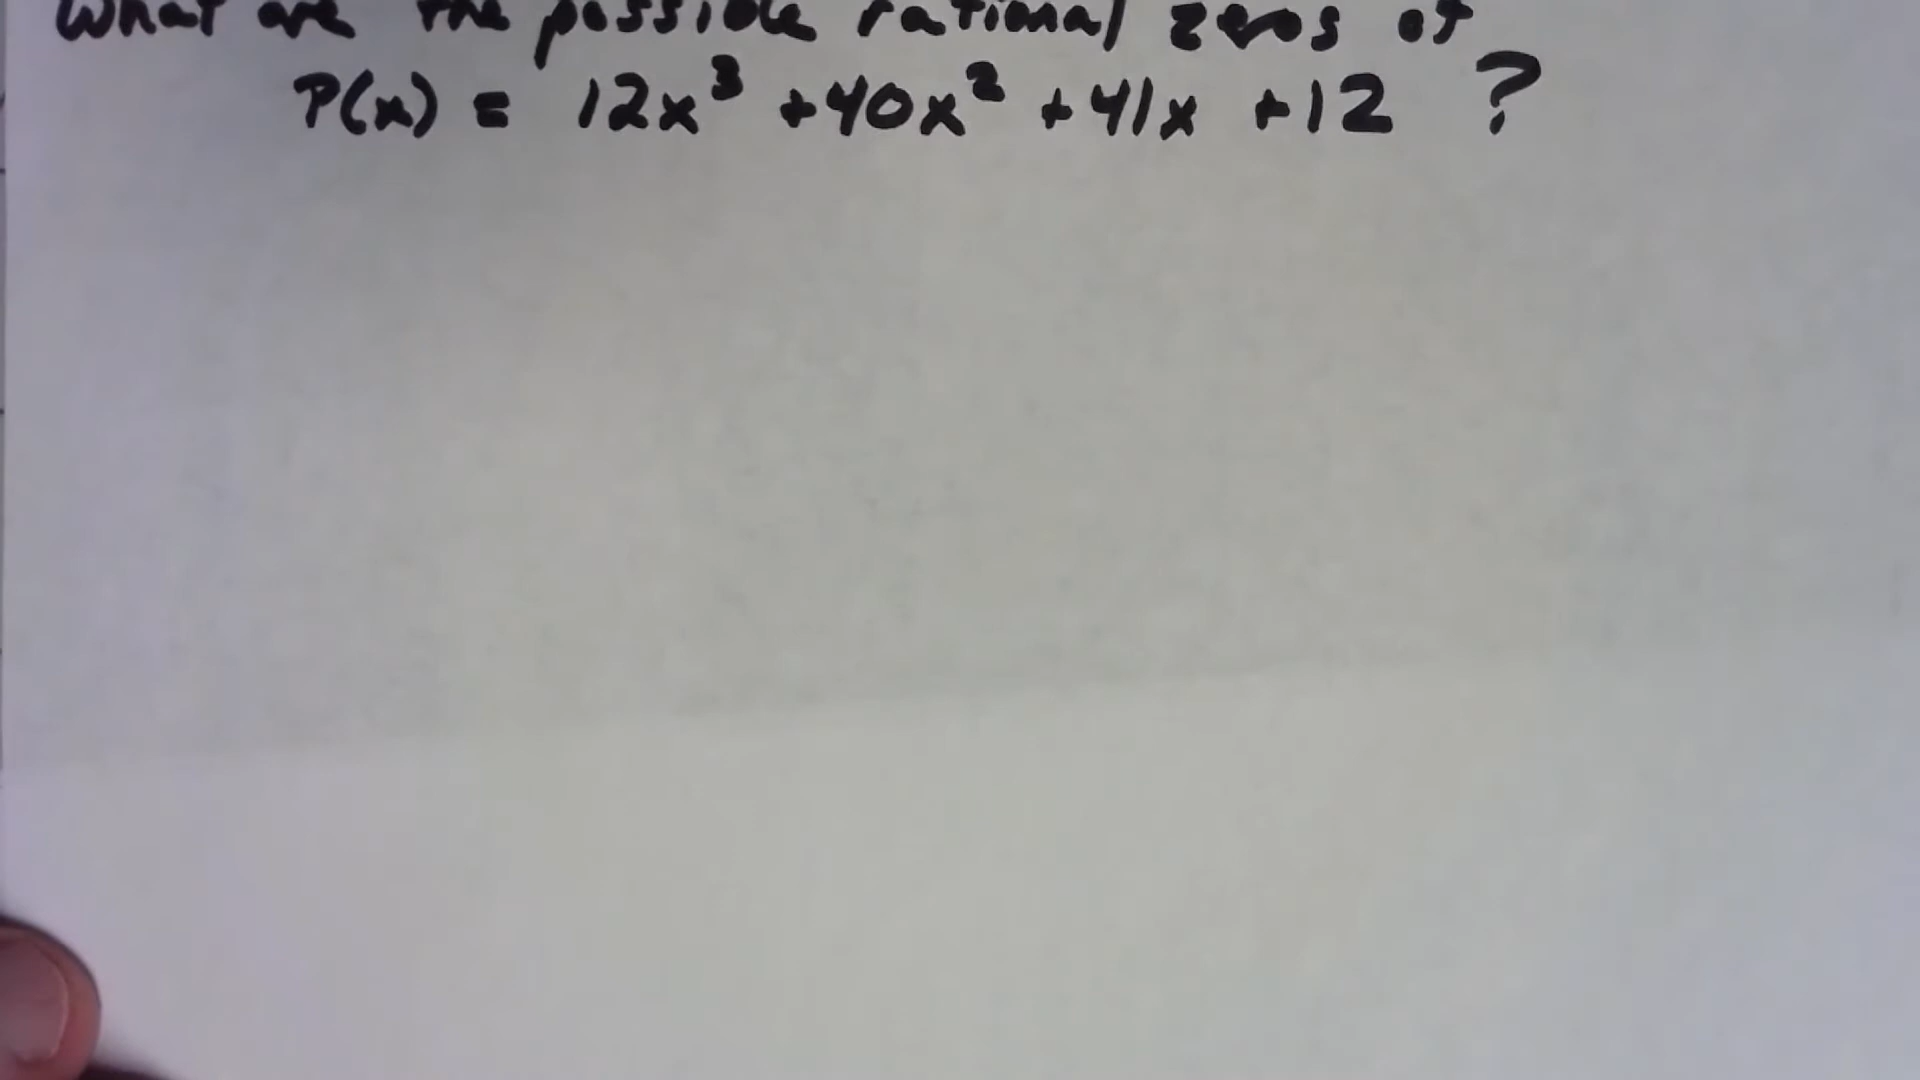 What are the possible rational zeros of
P(x) = 12x³ +40x² +41x +12 ?